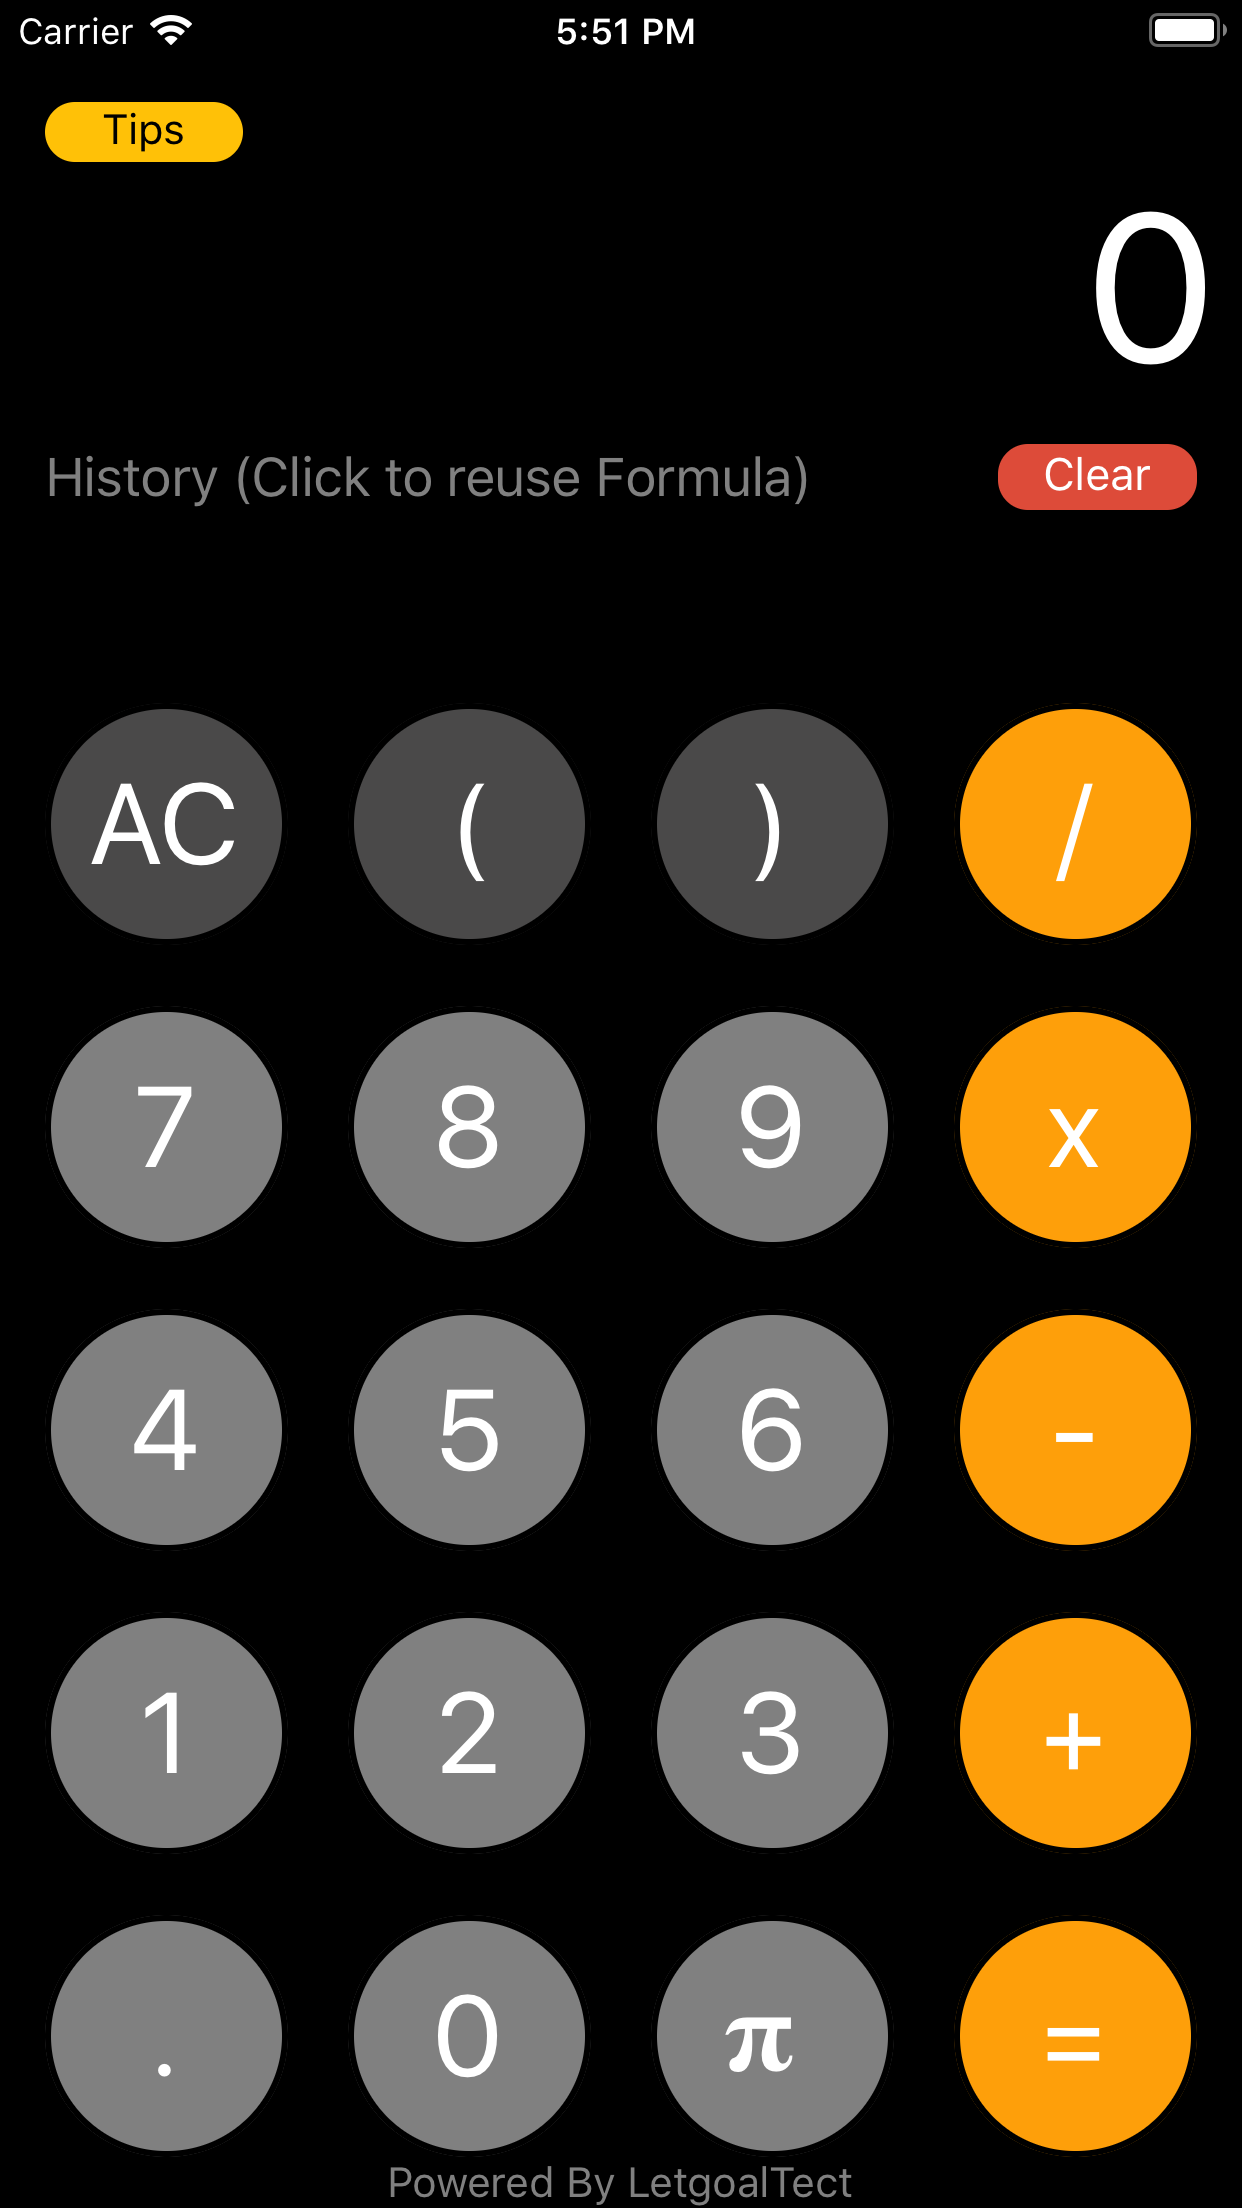 Carrier 5:51 PM
Tips
0
History (Click to reuse Formula) Clear
AC ( ) /
7 8 9 x
4 5 6 -
1 2 3 +
. 0 π =
Powered By LetgoalTect